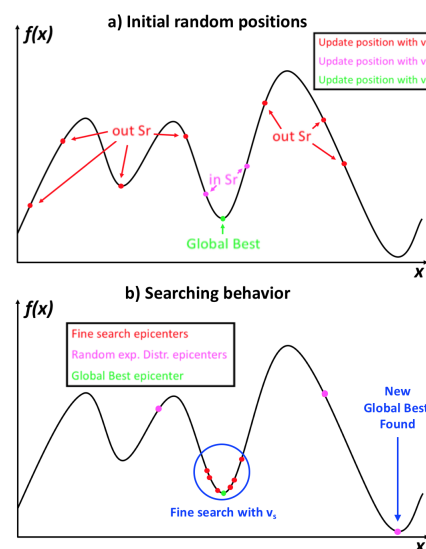 a) Initial random positions
f(x)
Update position with v
Update position with v
Update position with v
out Sr
out Sr
in Sr
Global Best
x
b) Searching behavior
f(x)
Fine search epicenters
Random exp. Distr. epicenters
Global Best epicenter
New
Global Best
Found
Fine search with vs
x